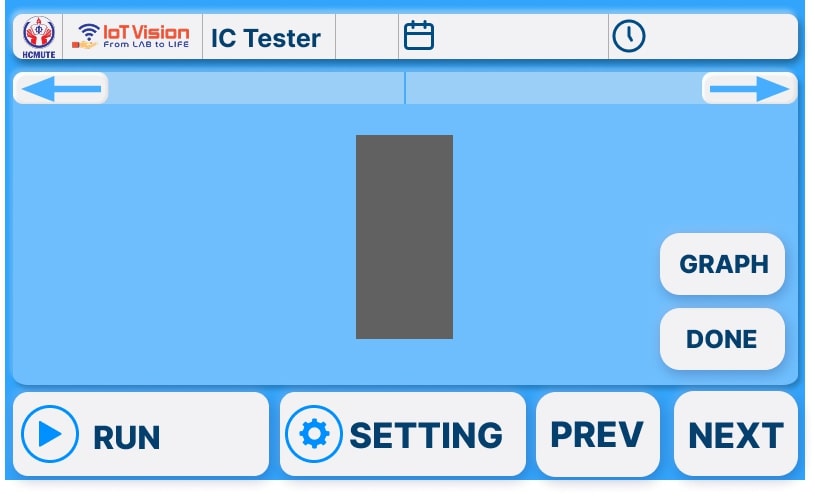 HCMUTE
IoT Vision
From LAB to LIFE
IC Tester
GRAPH
DONE
RUN
SETTING
PREV
NEXT